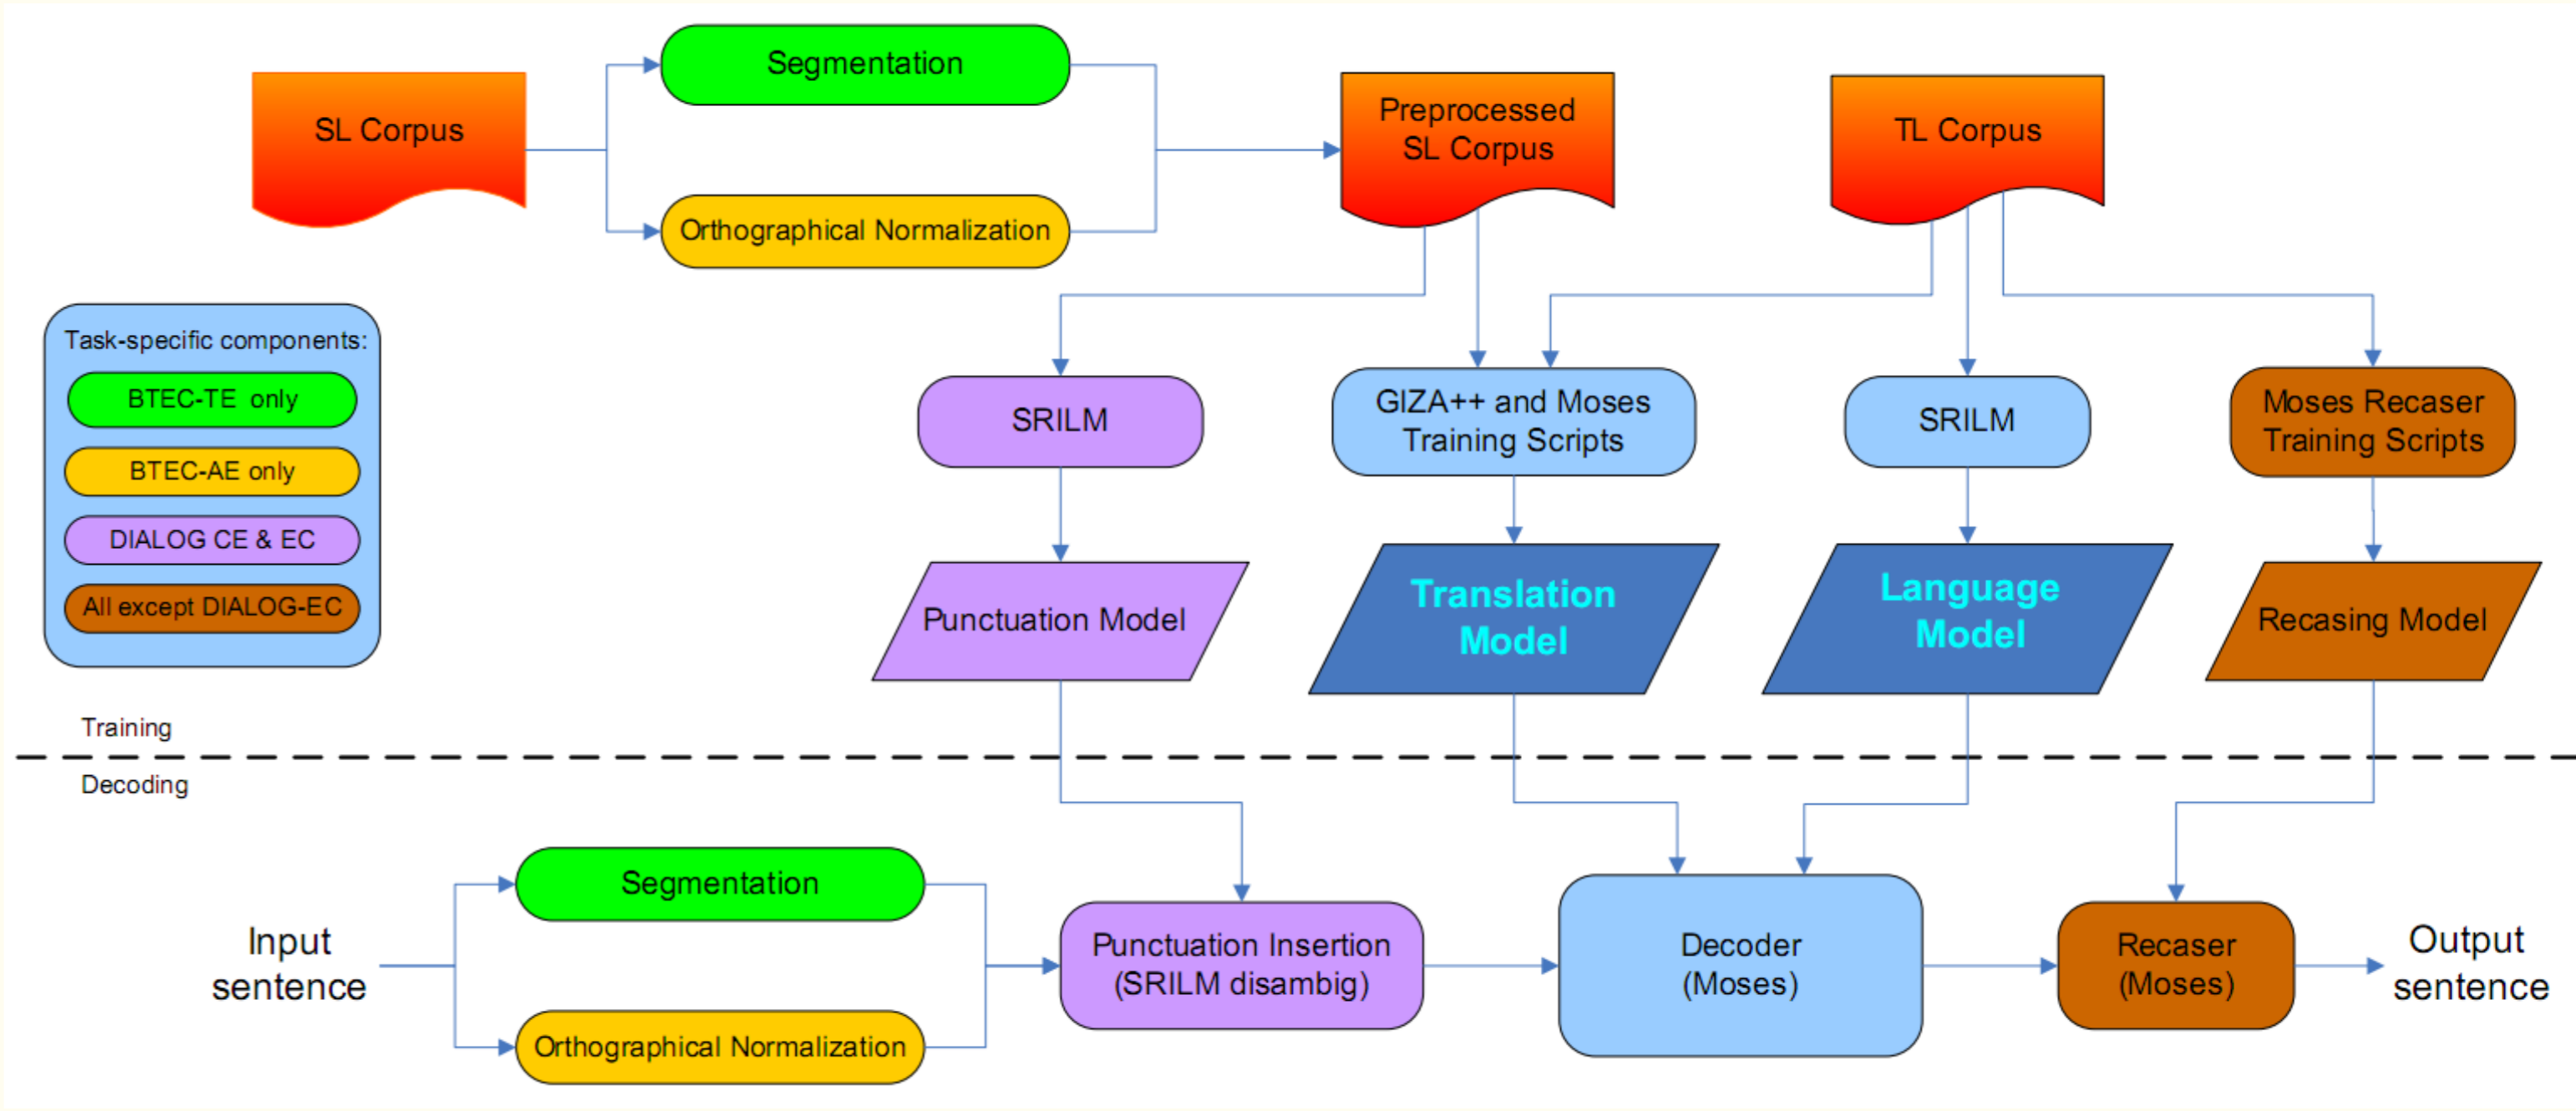 Segmentation
SL Corpus
Orthographical Normalization
Preprocessed
SL Corpus
TL Corpus
Task-specific components:
BTEC-TE only
BTEC-AE only
DIALOG CE & EC
All except DIALOG-EC
SRILM
GIZA++ and Moses
Training Scripts
SRILM
Moses Recaser
Training Scripts
Punctuation Model
Translation
Model
Language
Model
Recasing Model
Training
Decoding
Input
sentence
Segmentation
Orthographical Normalization
Punctuation Insertion
(SRILM disambig)
Decoder
(Moses)
Recaser
(Moses)
Output
sentence